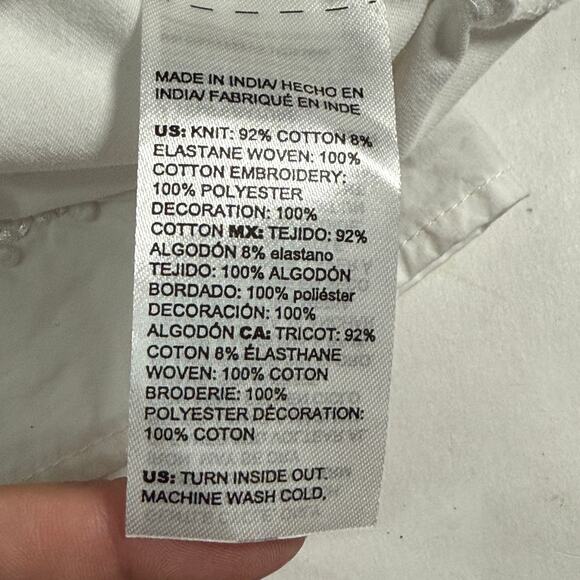 MADE IN INDIA/ HECHO EN
INDIA/ FABRIQUÉ EN INDE
US: KNIT: 92% COTTON 8%
ELASTANE WOVEN: 100%
COTTON EMBROIDERY:
100% POLYESTER
DECORATION: 100%
COTTON MX: TEJIDO: 92%
ALGODÓN 8% elastano
TEJIDO: 100% ALGODÓN
BORDADO: 100% poliéster
DECORACIÓN: 100%
ALGODÓN CA: TRICOT: 92%
COTON 8% ÉLASTHANE
WOVEN: 100% COTON
BRODERIE: 100%
POLYESTER DÉCORATION:
100% COTON
US: TURN INSIDE OUT.
MACHINE WASH COLD,